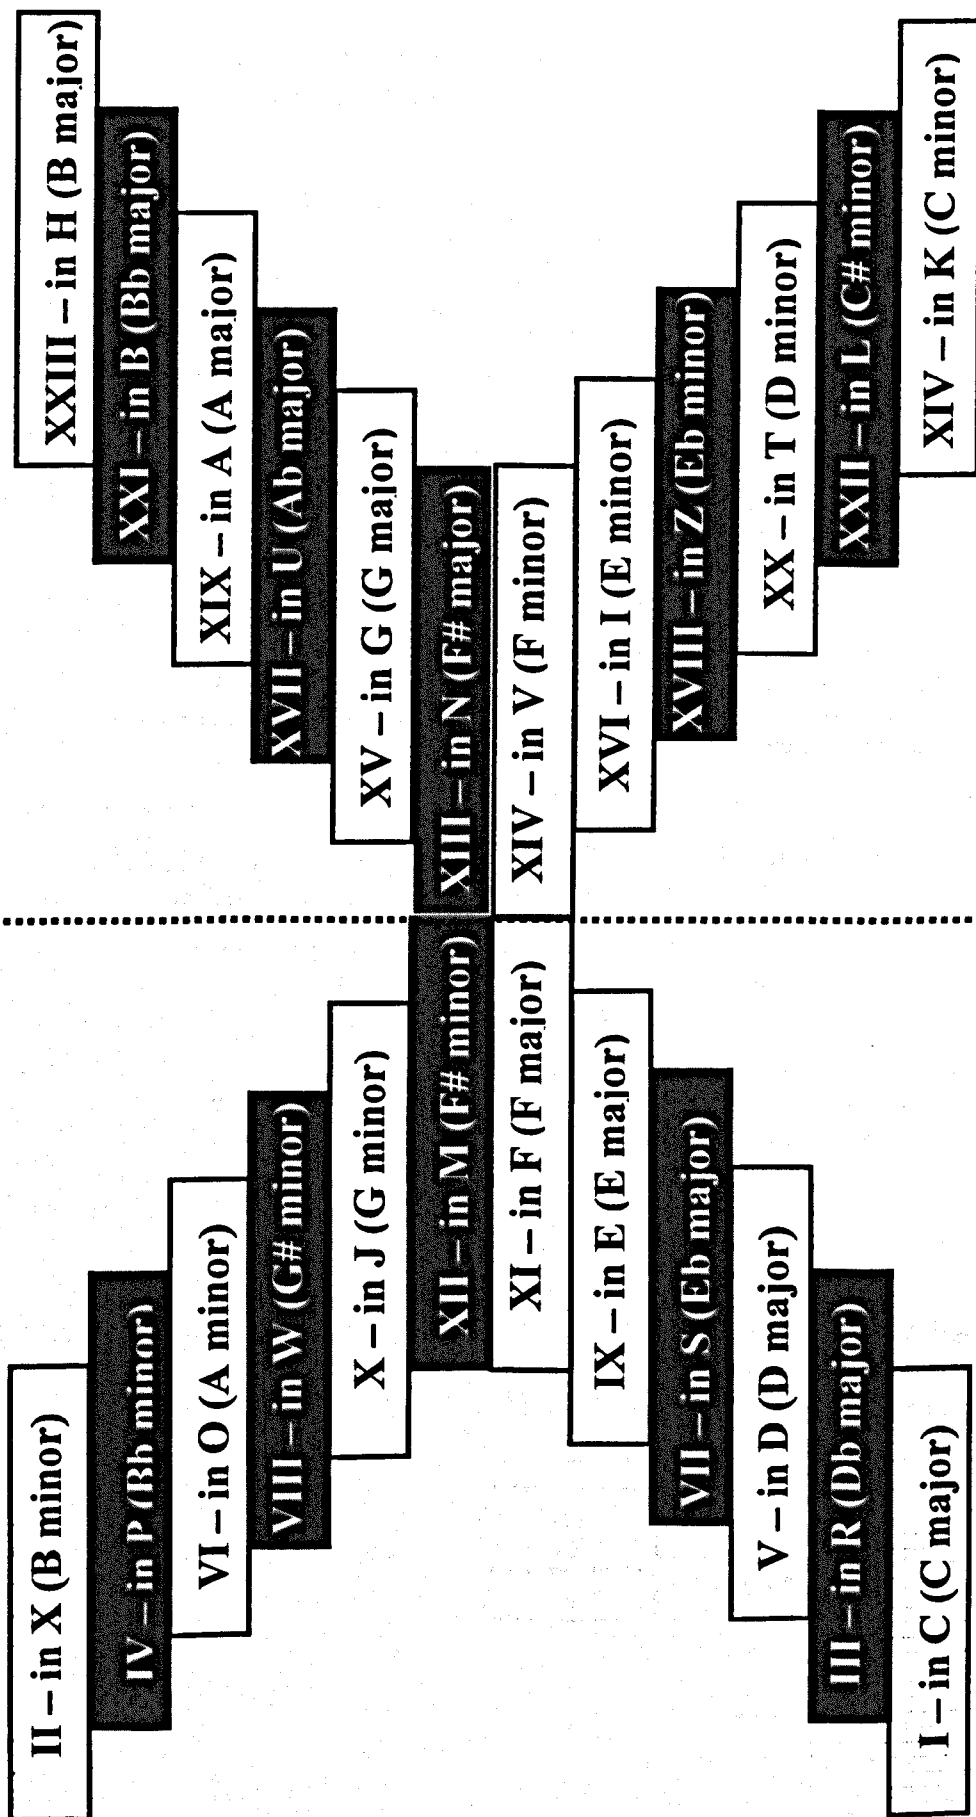 II – in X (B minor)
XXIII – in H (B major)
IV – in P (Bb minor)
XXI – in B (Bb major)
VI – in O (A minor)
XIX – in A (A major)
VIII – in W (G# minor)
XVII – in U (Ab major)
X – in J (G minor)
XV – in G (G major)
XII – in M (F# minor)
XIII – in N (F# major)
XI – in F (F major)
XIV – in V (F minor)
IX – in E (E major)
XVI – in I (E minor)
VII – in S (Eb major)
XVIII – in Z (Eb minor)
V – in D (D major)
XX – in T (D minor)
III – in R (Db major)
XXII – in L (C# minor)
I – in C (C major)
XIV – in K (C minor)